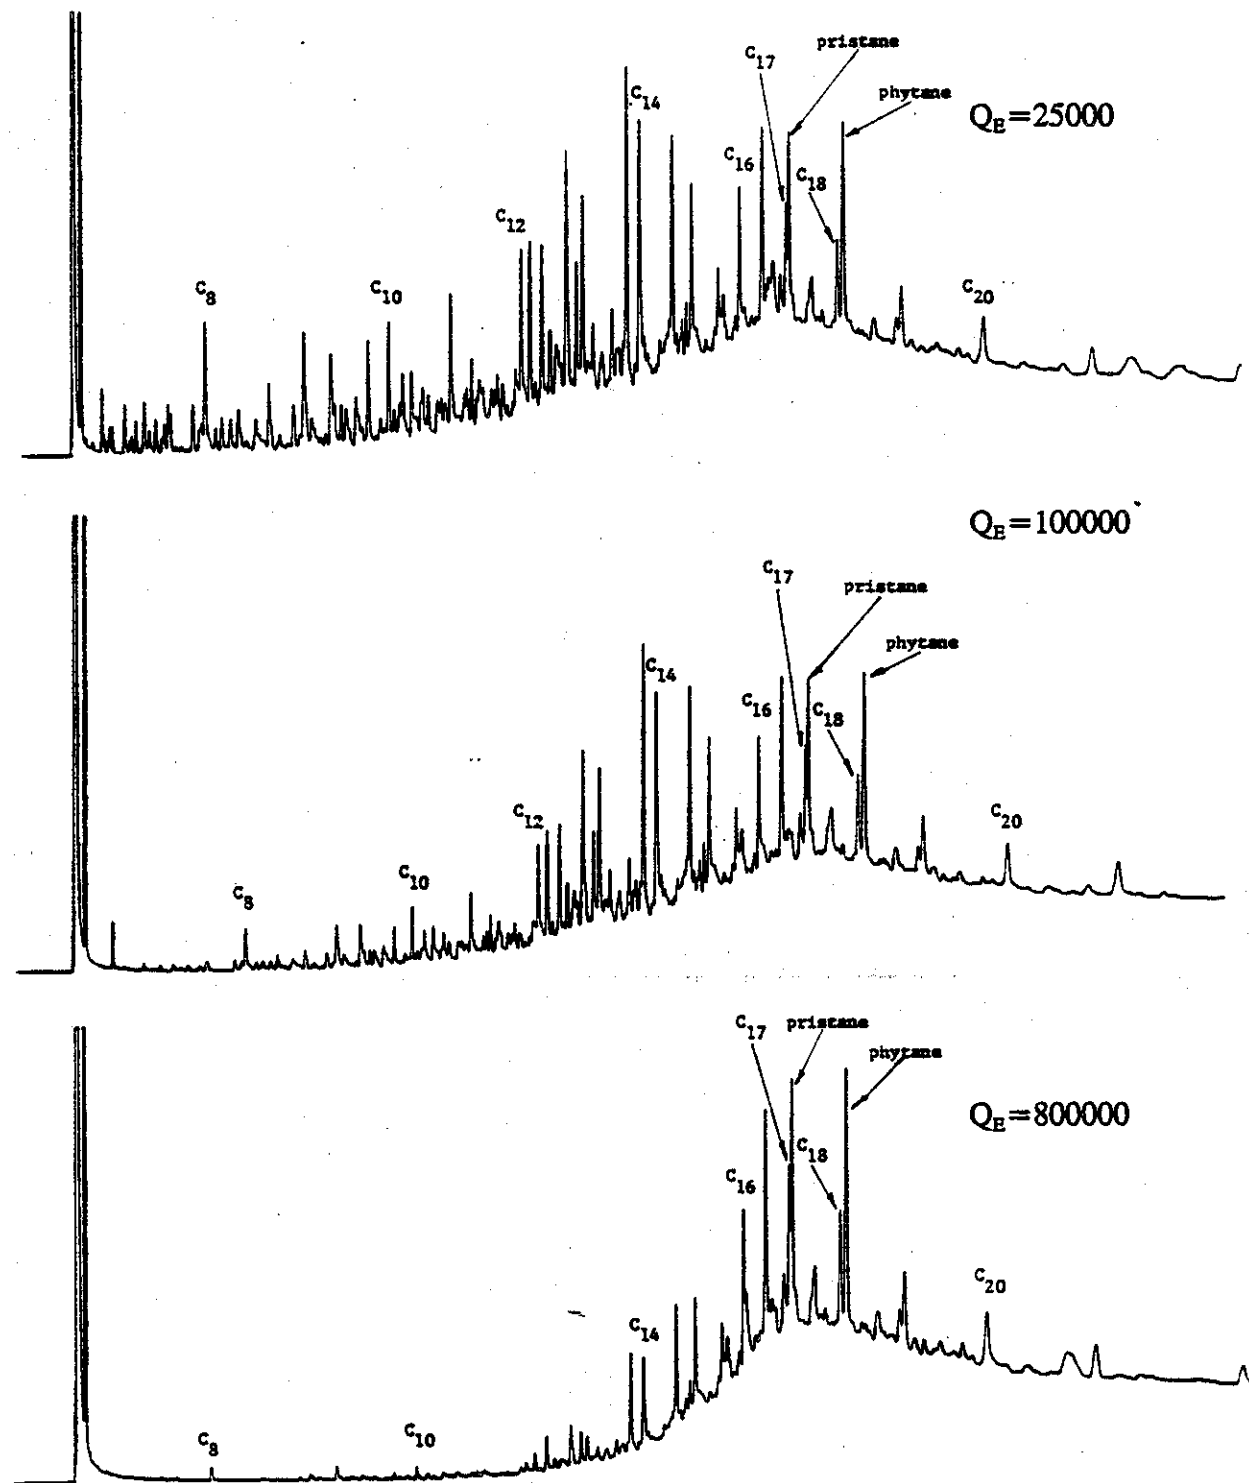 pristane
C17
phytane
C14
QE=25000
C16
C18
C12
C8
C10
C20
QE=100000
C17
pristane
phytane
C14
C16
C18
C12
C20
C10
C8
C17
pristane
phytane
QE=800000
C18
C16
C20
C14
C8
C10